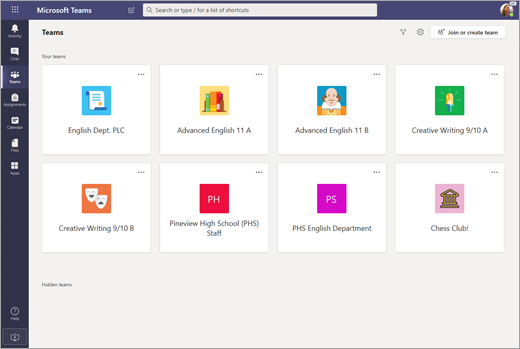 Microsoft Teams
Search or type / for a list of shortcuts
Activity
Chat
Teams
Assignments
Calendar
Files
Apps
Help
Teams
Join or create team
Your teams
English Dept. PLC
Advanced English 11 A
Advanced English 11 B
Creative Writing 9/10 A
Creative Writing 9/10 B
PH
Pineview High School (PHS)
Staff
PS
PHS English Department
Chess Club!
Hidden teams